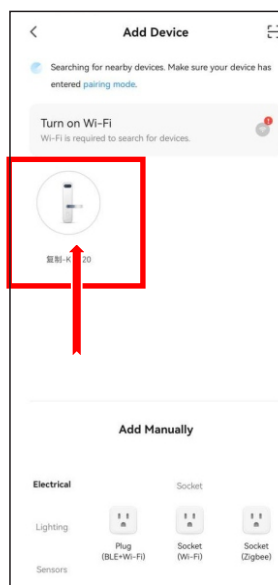 Add Device
Searching for nearby devices. Make sure your device has
entered pairing mode.
Turn on Wi-Fi
Wi-Fi is required to search for devices.
20
Add Manually
Electrical
Socket
Lighting
Plug
(BLE+Wi-Fi)
Socket
(Wi-Fi)
Socket
(Zigbee)
Sensors